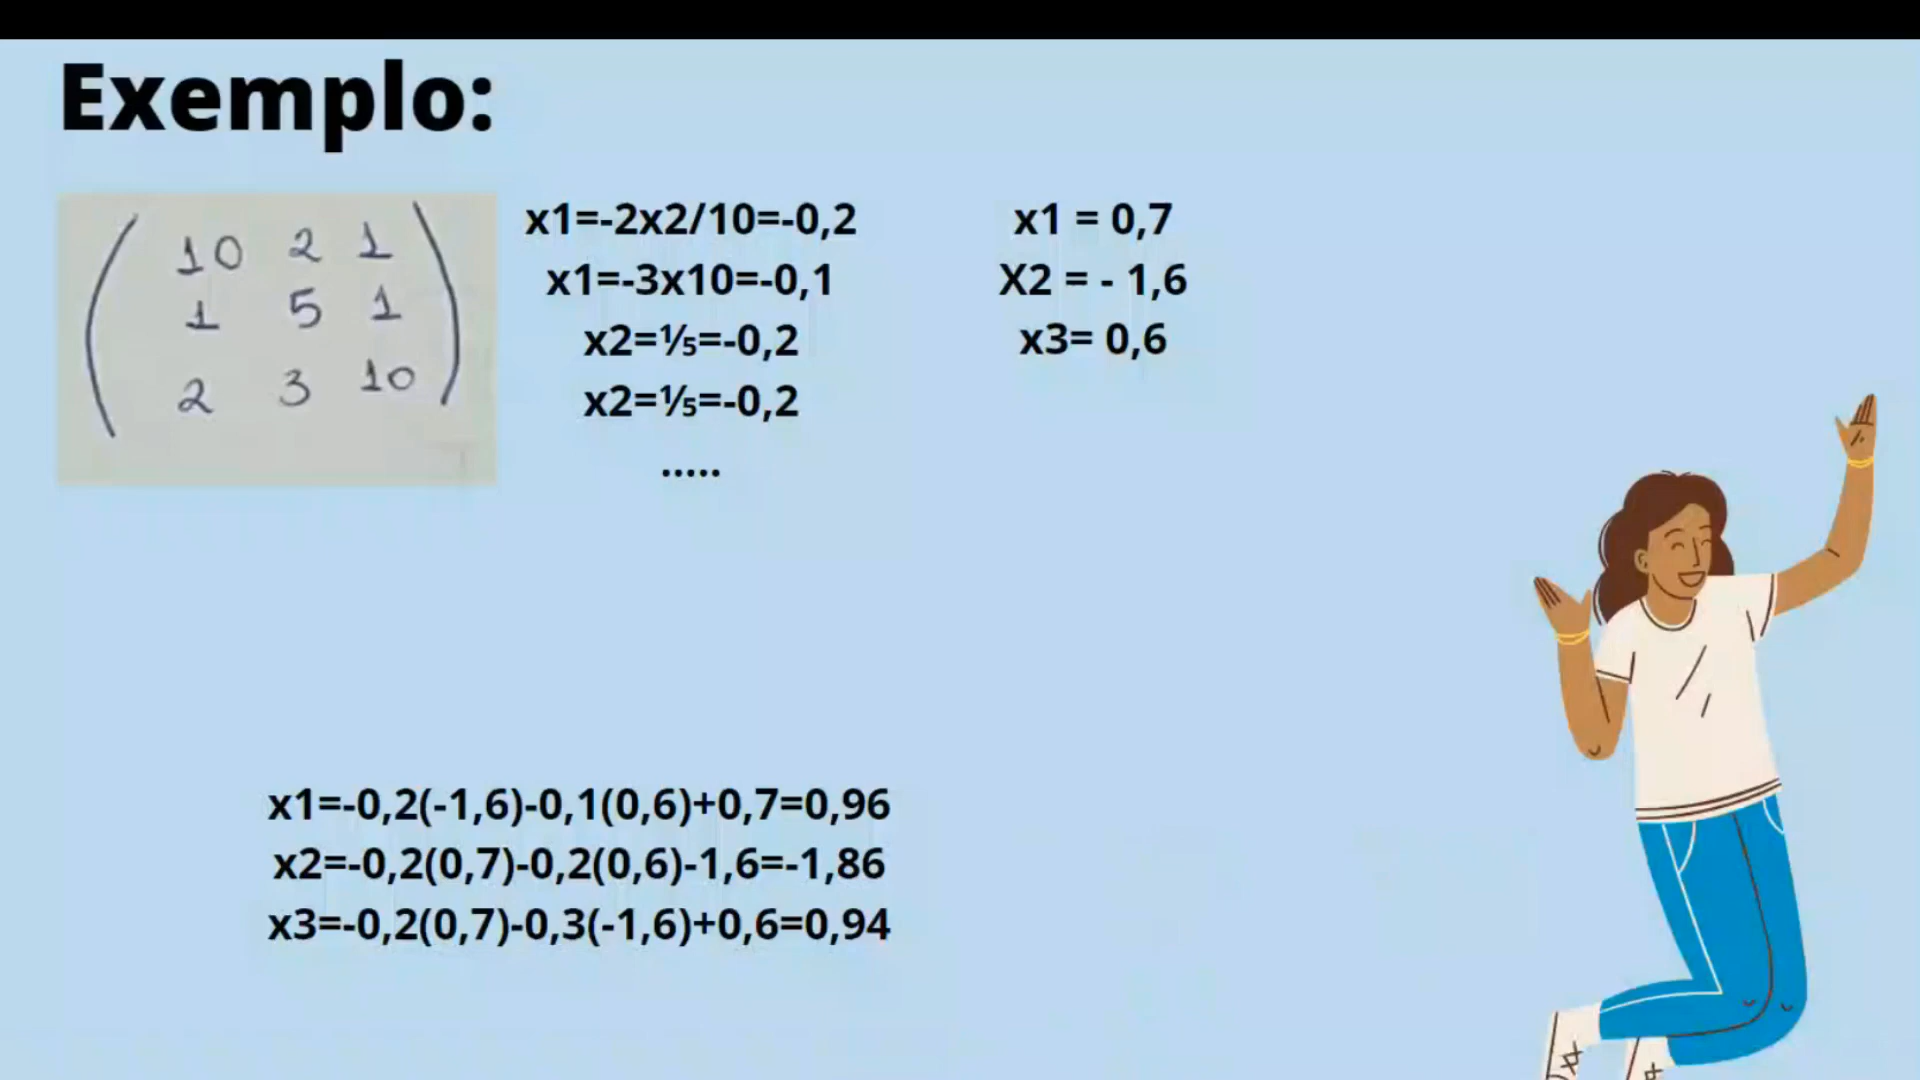 Exemplo:
10 2 1
1 5 1
2 3 10
x1=-2x2/10=-0,2
x1=-3x10=-0,1
x2=⅕=-0,2
x2=⅕=-0,2
.....
x1 = 0,7
X2 = - 1,6
x3= 0,6
x1=-0,2(-1,6)-0,1(0,6)+0,7=0,96
x2=-0,2(0,7)-0,2(0,6)-1,6=-1,86
x3=-0,2(0,7)-0,3(-1,6)+0,6=0,94